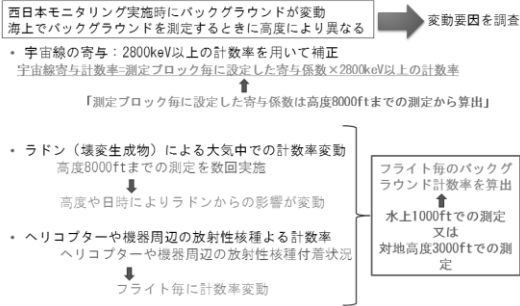 西日本モニタリング実施時にバックグラウンドが変動
海上でバックグラウンドを測定するときに高度により異なる
変動要因を調査
• 宇宙線の寄与：2800keV以上の計数率を用いて補正
宇宙線寄与計数率=測定ブロック毎に設定した寄与係数×2800keV以上の計数率
「測定ブロック毎に設定した寄与係数は高度8000ftまでの測定から算出」
• ラドン（壊変生成物）による大気中での計数率変動
高度8000ftまでの測定を数回実施
高度や日時によりラドンからの影響が変動
• ヘリコプターや機器周辺の放射性核種よる計数率
ヘリコプターや機器周辺の放射性核種付着状況
フライト毎に計数率変動
フライト毎のバックグ
ラウンド計数率を算出
水上1000ftでの測定
又は
対地高度3000ftでの測
定